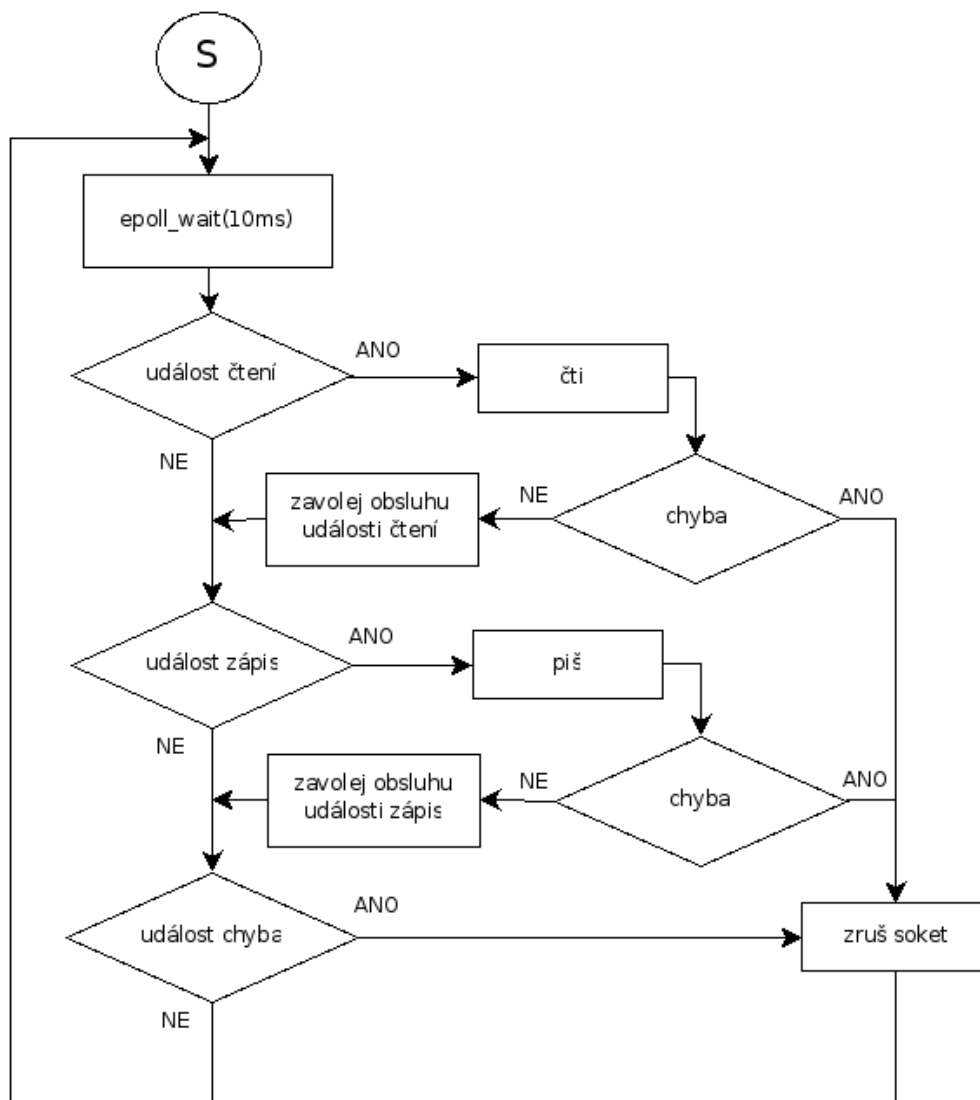 S
epoll_wait(10ms)
událost čtení
ANO
čti
NE
zavolej obsluhu
události čtení
NE
chyba
ANO
událost zápis
ANO
piš
NE
zavolej obsluhu
události zápis
NE
chyba
ANO
událost chyba
ANO
zruš soket
NE